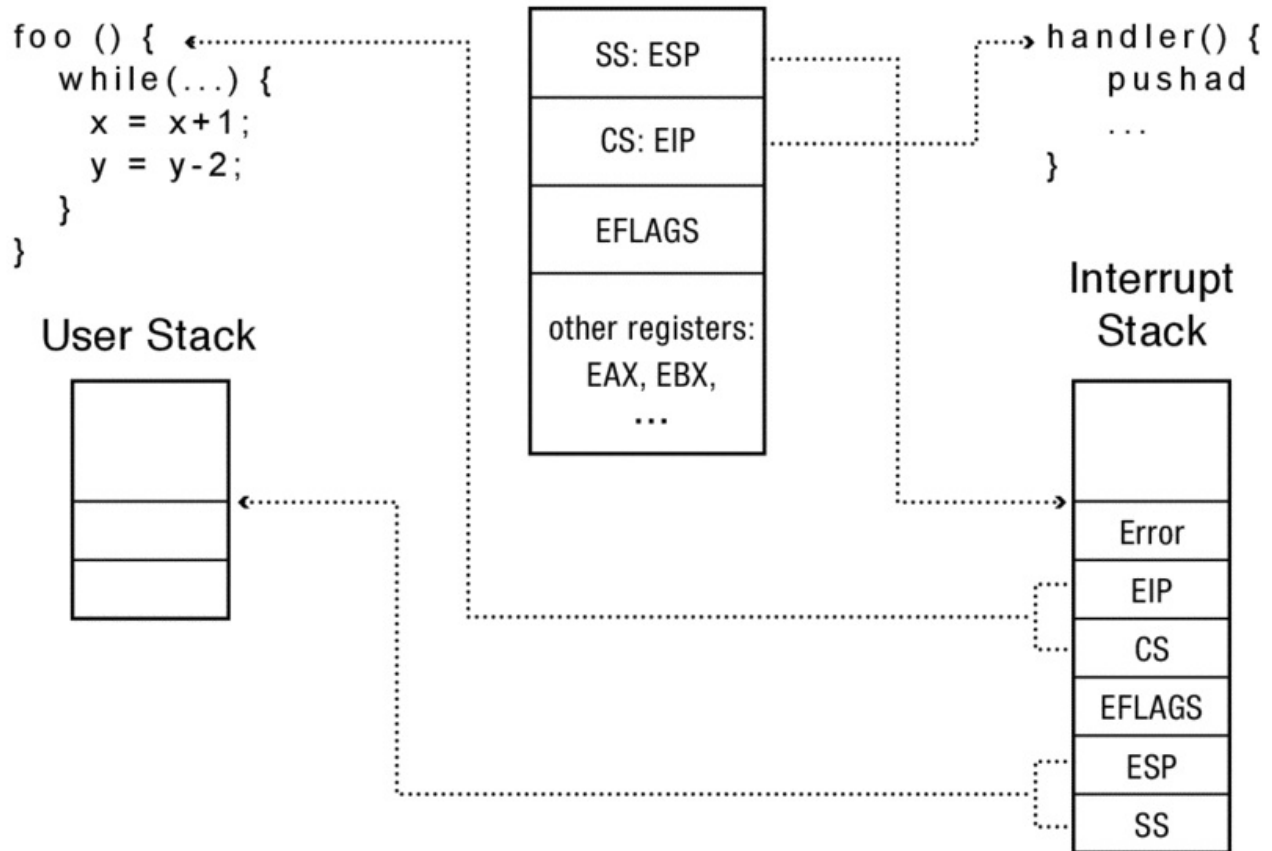 foo () {
while(...) {
x = x+1;
y = y-2;
}
}
SS: ESP
CS: EIP
EFLAGS
other registers:
EAX, EBX,
...
handler() {
pushad
...
}
User Stack
Interrupt
Stack
Error
EIP
CS
EFLAGS
ESP
SS